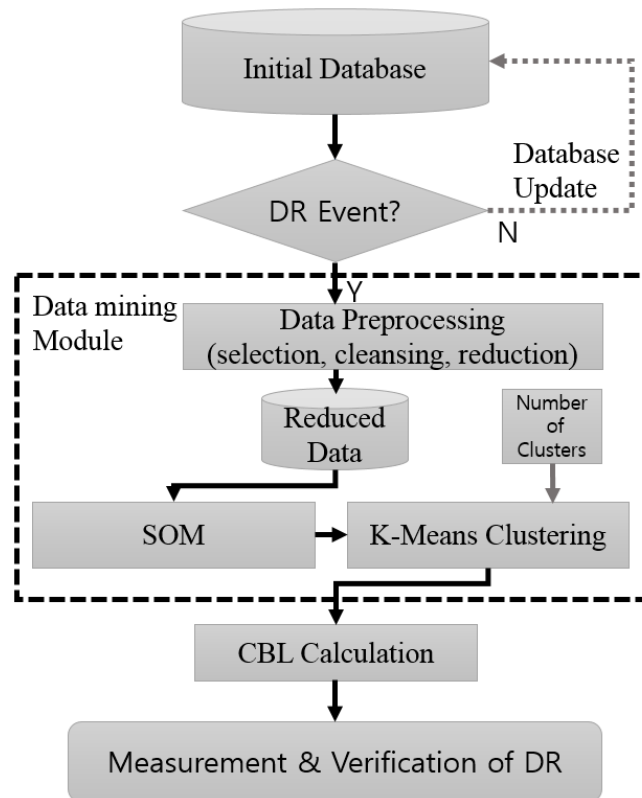 Initial Database
Database
Update
DR Event?
N
Y
Data mining
Module
Data Preprocessing
(selection, cleansing, reduction)
Reduced
Data
Number
of
Clusters
SOM
K-Means Clustering
CBL Calculation
Measurement & Verification of DR